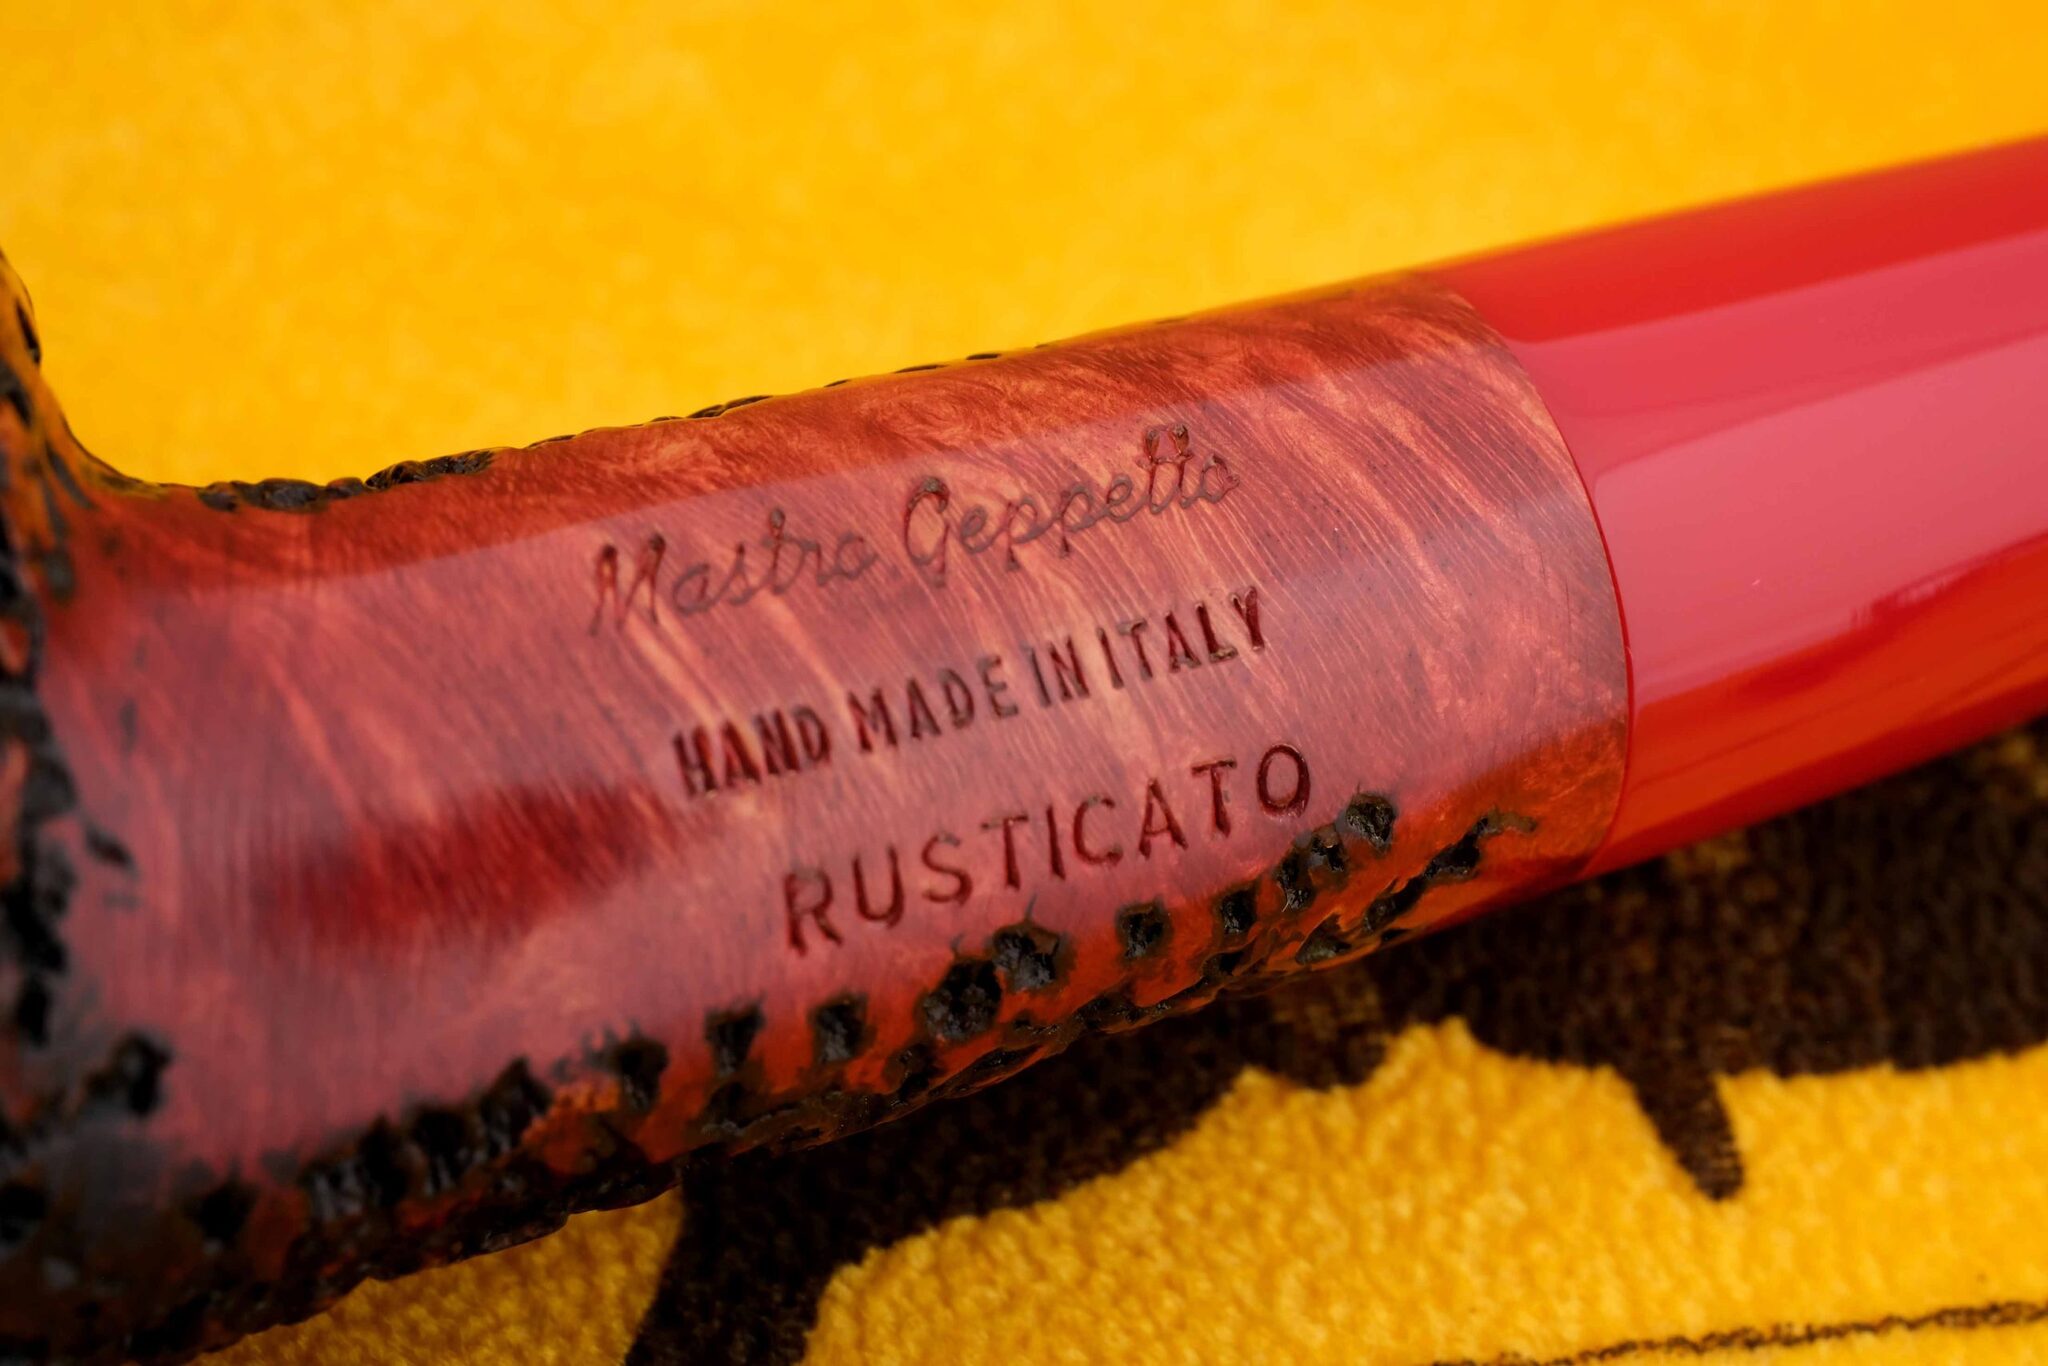 Mastro Geppetto
HAND MADE IN ITALY
RUSTICATO